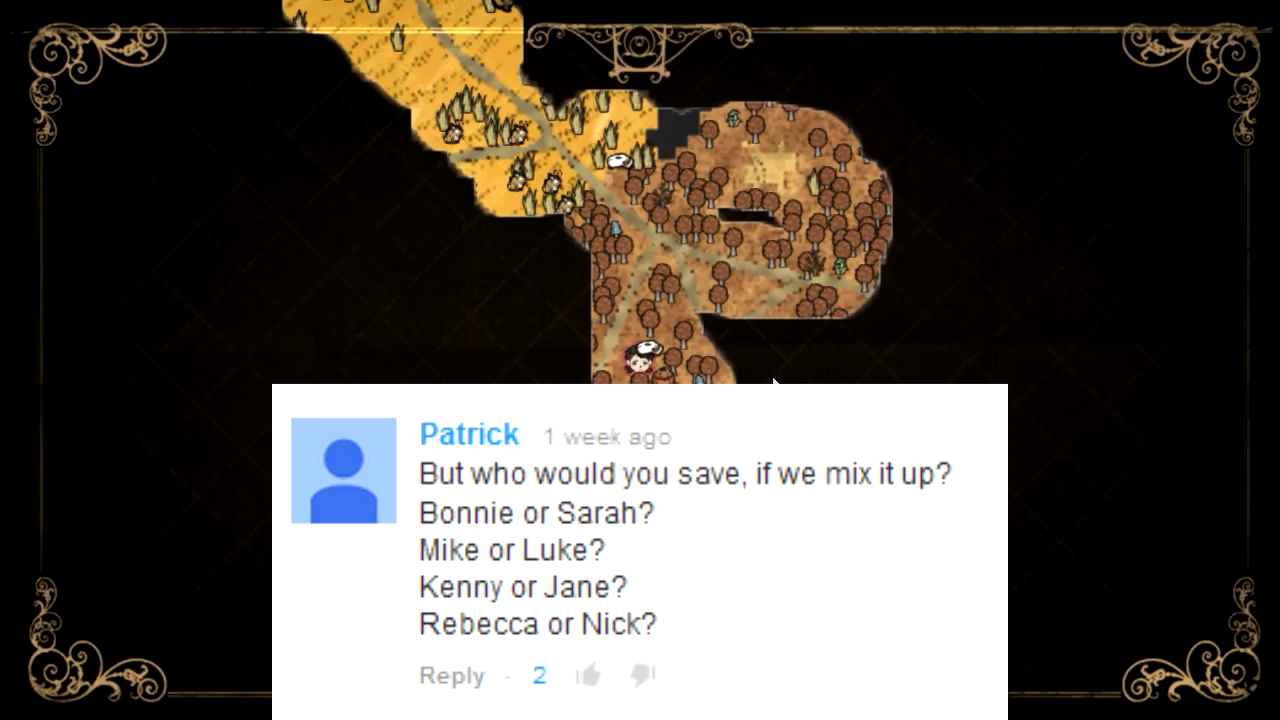 Patrick 1 week ago
But who would you save, if we mix it up?
Bonnie or Sarah?
Mike or Luke?
Kenny or Jane?
Rebecca or Nick?
Reply · 2